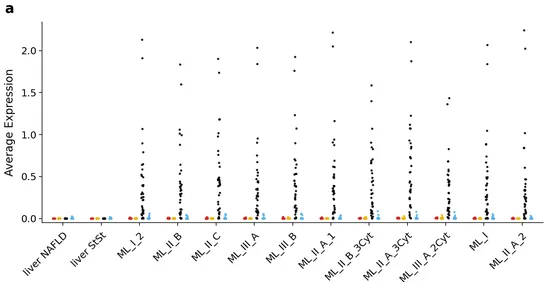 a
Average Expression
2.0
1.5
1.0
0.5
0.0
liver NAFLD
liver StSt
ML_I_2
ML_II_B
ML_II_C
ML_III_A
ML_III_B
ML_II_A_1
ML_II_B_3Cyt
ML_II_A_3Cyt
ML_III_A_2Cyt
ML_I
ML_II_A_2